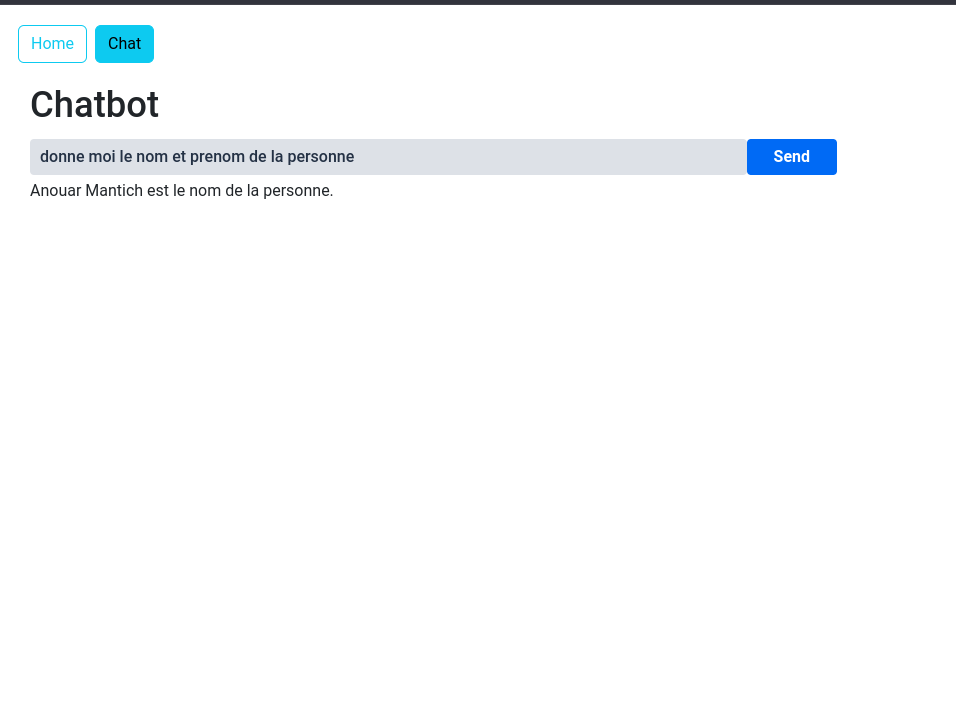 Home Chat
Chatbot
donne moi le nom et prenom de la personne Send
Anouar Mantich est le nom de la personne.